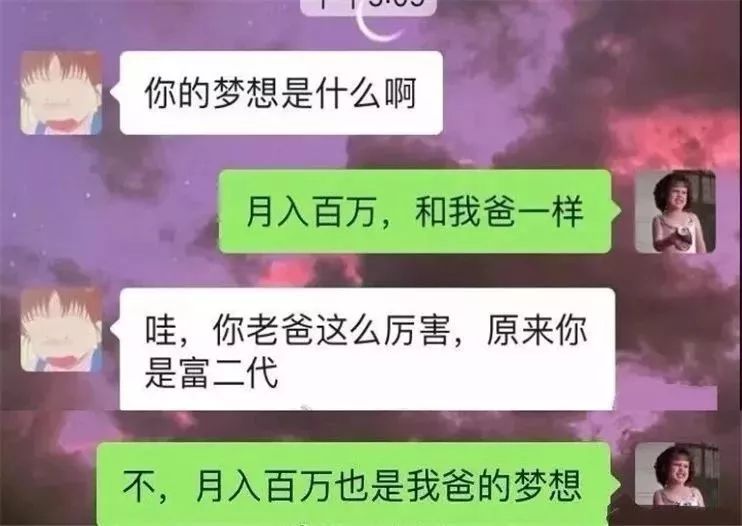 你的梦想是什么啊
月入百万，和我爸一样
哇，你老爸这么厉害，原来你
是富二代
不，月入百万也是我爸的梦想